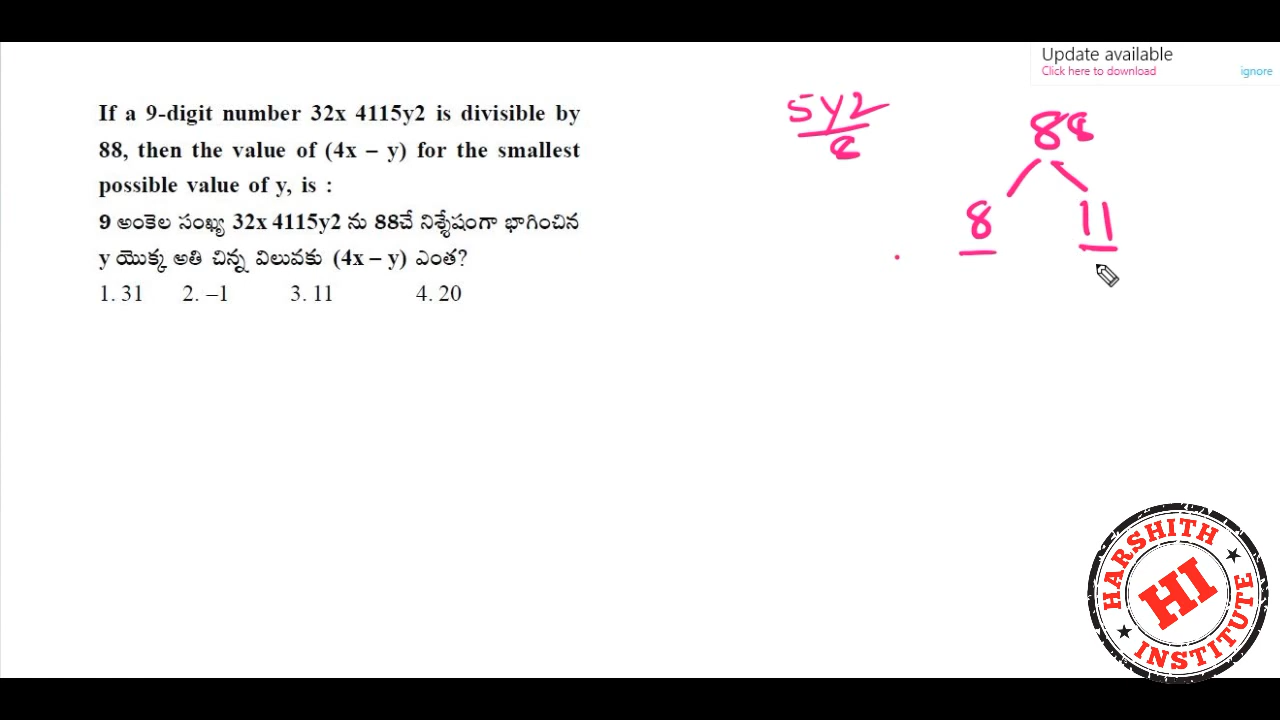 Update available
Click here to download ignore
If a 9-digit number 32x 4115y2 is divisible by
88, then the value of (4x – y) for the smallest
possible value of y, is :
9 అంకెల సంఖ్య 32x 4115y2 ను 88చే నిశ్శేషంగా భాగించిన
y యొక్క అతి చిన్న విలువకు (4x – y) ఎంత?
1. 31 2. –1 3. 11 4. 20
5y2
8
88
8 11
HARSHITH
HI
INSTITUTE